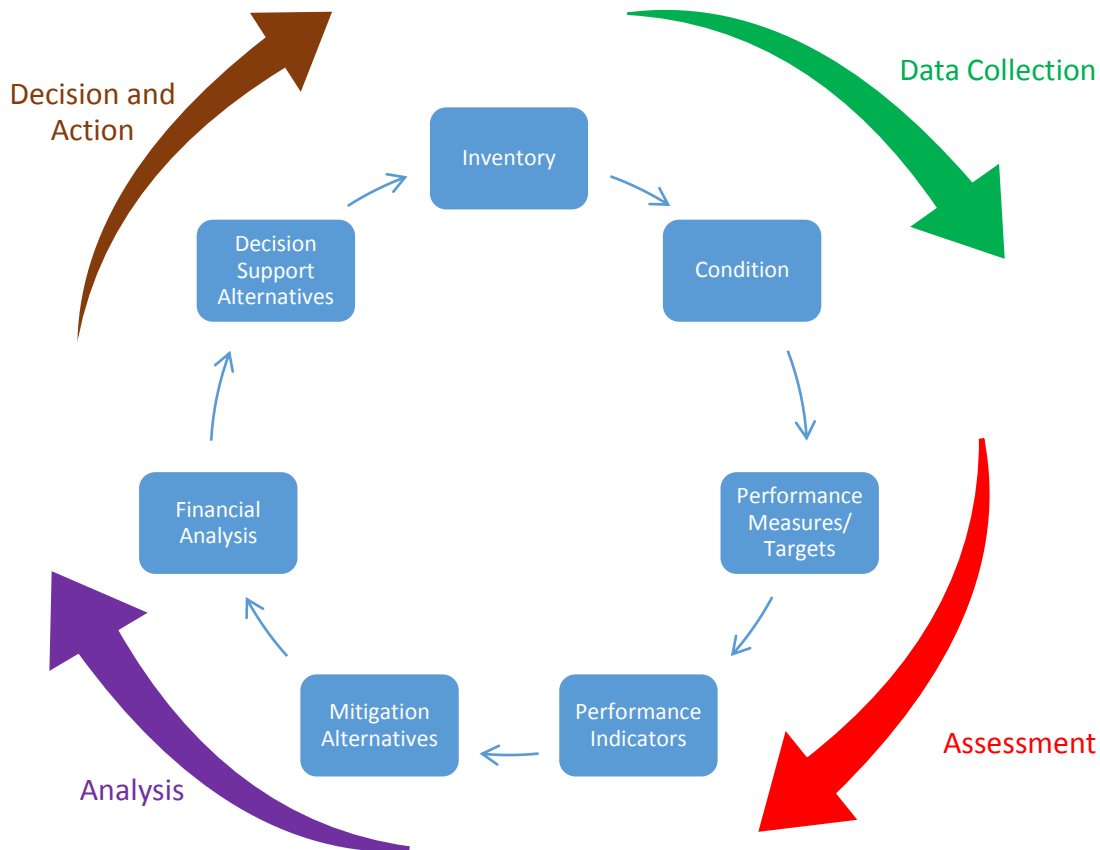 Decision and
Action
Data Collection
Inventory
Condition
Decision
Support
Alternatives
Performance
Measures/
Targets
Financial
Analysis
Performance
Indicators
Mitigation
Alternatives
Assessment
Analysis